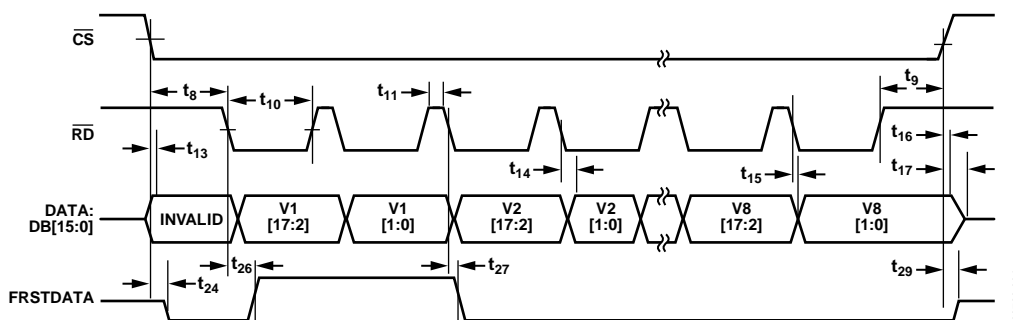 CS
t8
t10
t11
t9
RD
t13
t14
t15
t16
t17
DATA:
DB[15:0]
INVALID
V1
[17:2]
V1
[1:0]
V2
[17:2]
V2
[1:0]
V8
[17:2]
V8
[1:0]
t26
t27
t29
t24
FRSTDATA